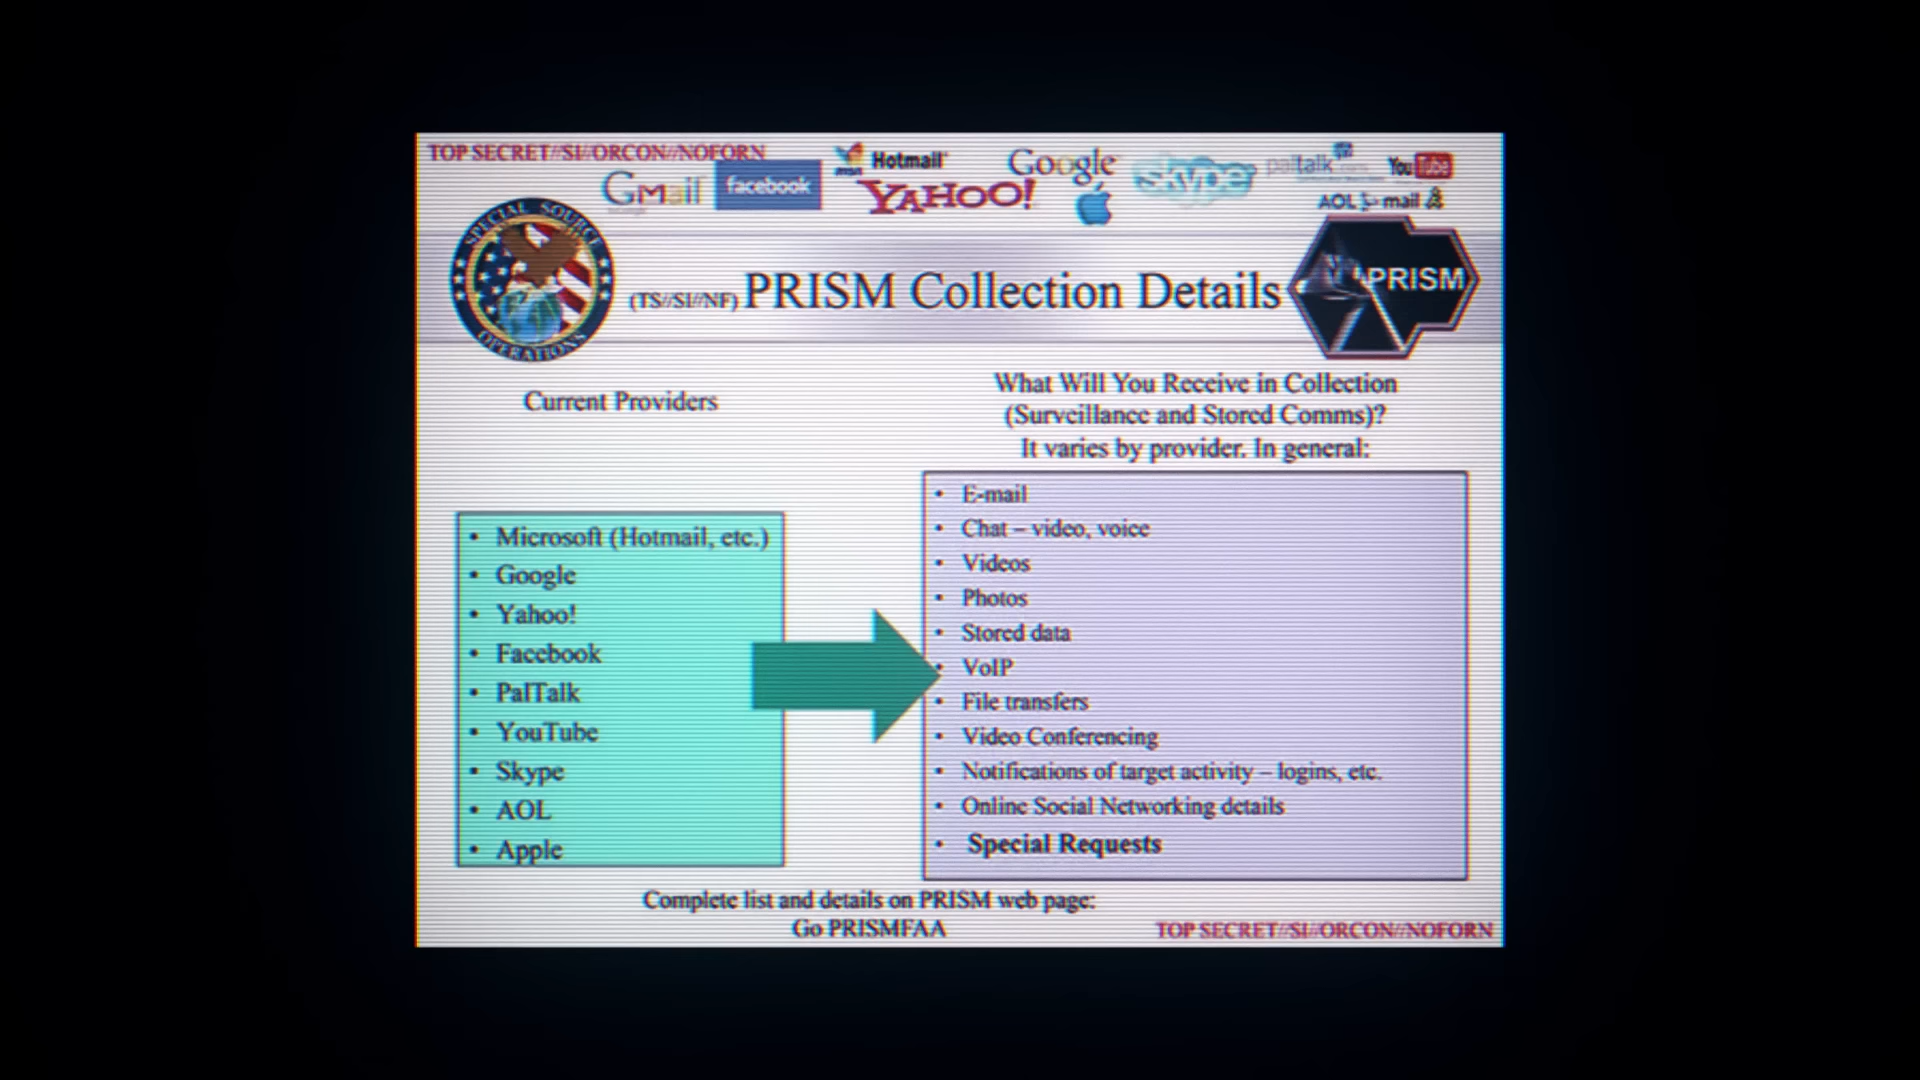 TOP SECRET//SI//ORCON//NOFORN
Gmail
facebook
msn Hotmail
YAHOO!
Google
skype
paltalk
YouTube
AOL mail
SPECIAL SOURCE OPERATIONS
(TS//SI//NF) PRISM Collection Details
PRISM
Current Providers
• Microsoft (Hotmail, etc.)
• Google
• Yahoo!
• Facebook
• PalTalk
• YouTube
• Skype
• AOL
• Apple
What Will You Receive in Collection
(Surveillance and Stored Comms)?
It varies by provider. In general:
• E-mail
• Chat – video, voice
• Videos
• Photos
• Stored data
• VoIP
• File transfers
• Video Conferencing
• Notifications of target activity – logins, etc.
• Online Social Networking details
• Special Requests
Complete list and details on PRISM web page:
Go PRISMFAA
TOP SECRET//SI//ORCON//NOFORN